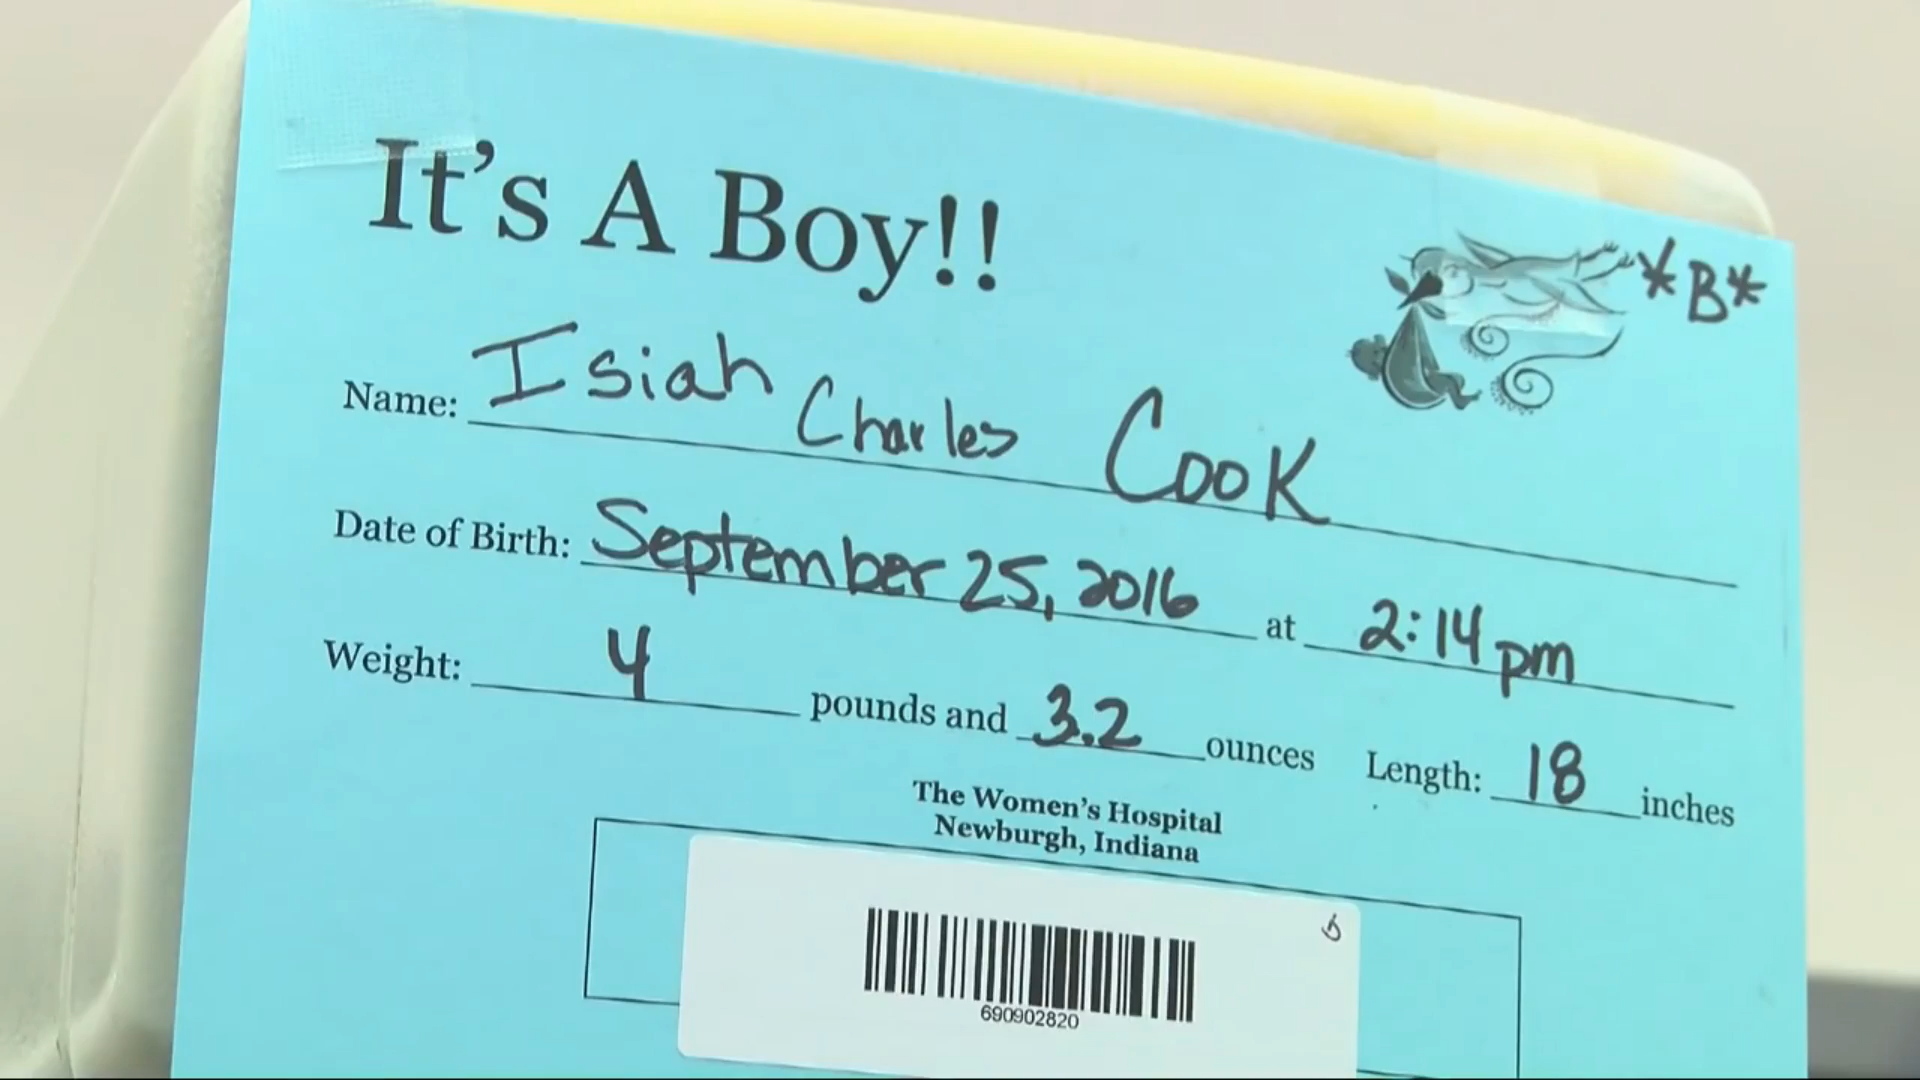 It's A Boy!!
*B*
Name: Isiah Charles Cook
Date of Birth: September 25, 2016 at 2:14 pm
Weight: 4 pounds and 3.2 ounces Length: 18 inches
The Women's Hospital
Newburgh, Indiana
690902820